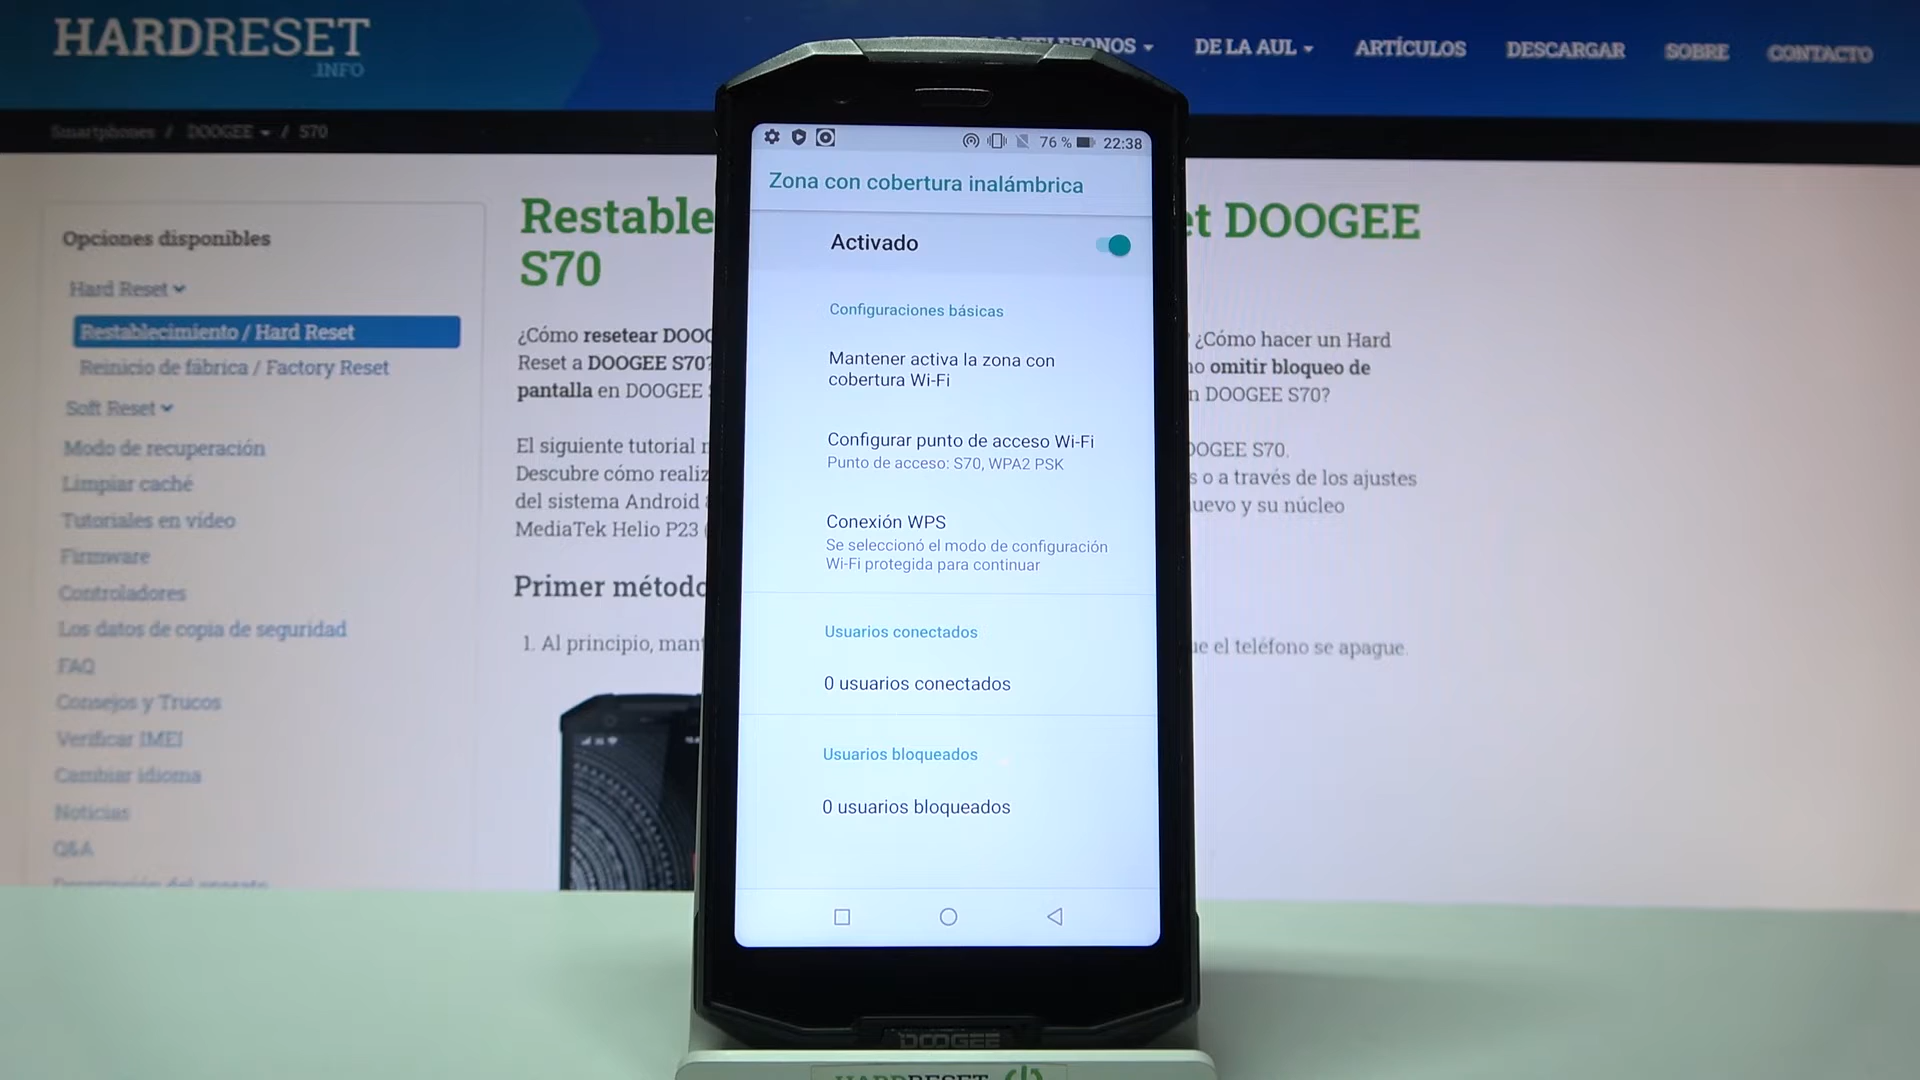 HARDRESET
.INFO
DE LA AUL
ARTÍCULOS
DESCARGAR
SOBRE
CONTACTO
Smartphones / DOOGEE / S70
Opciones disponibles
Hard Reset
Restablecimiento / Hard Reset
Reinicio de fábrica / Factory Reset
Soft Reset
Modo de recuperación
Limpiar caché
Tutoriales en vídeo
Firmware
Controladores
Los datos de copia de seguridad
FAQ
Consejos y Trucos
Verificar IMEI
Cambiar idioma
Noticias
Q&A
et DOOGEE
S70
¿Cómo resetear
Reset a DOOGEE S70?
pantalla en DOOGEE
¿Cómo hacer un Hard
omitir bloqueo de
DOOGEE S70?
El siguiente tutorial
Descubre cómo
del sistema Android
MediaTek Helio P23
S70.
s o a través de los ajustes
y su núcleo
Primer método
1. Al principio,
el teléfono se apague.
76 % 22:38
Zona con cobertura inalámbrica
Activado
Configuraciones básicas
Mantener activa la zona con
cobertura Wi-Fi
Configurar punto de acceso Wi-Fi
Punto de acceso: S70, WPA2 PSK
Conexión WPS
Se seleccionó el modo de configuración
Wi-Fi protegida para continuar
Usuarios conectados
0 usuarios conectados
Usuarios bloqueados
0 usuarios bloqueados
DOOGEE
HARDRESET